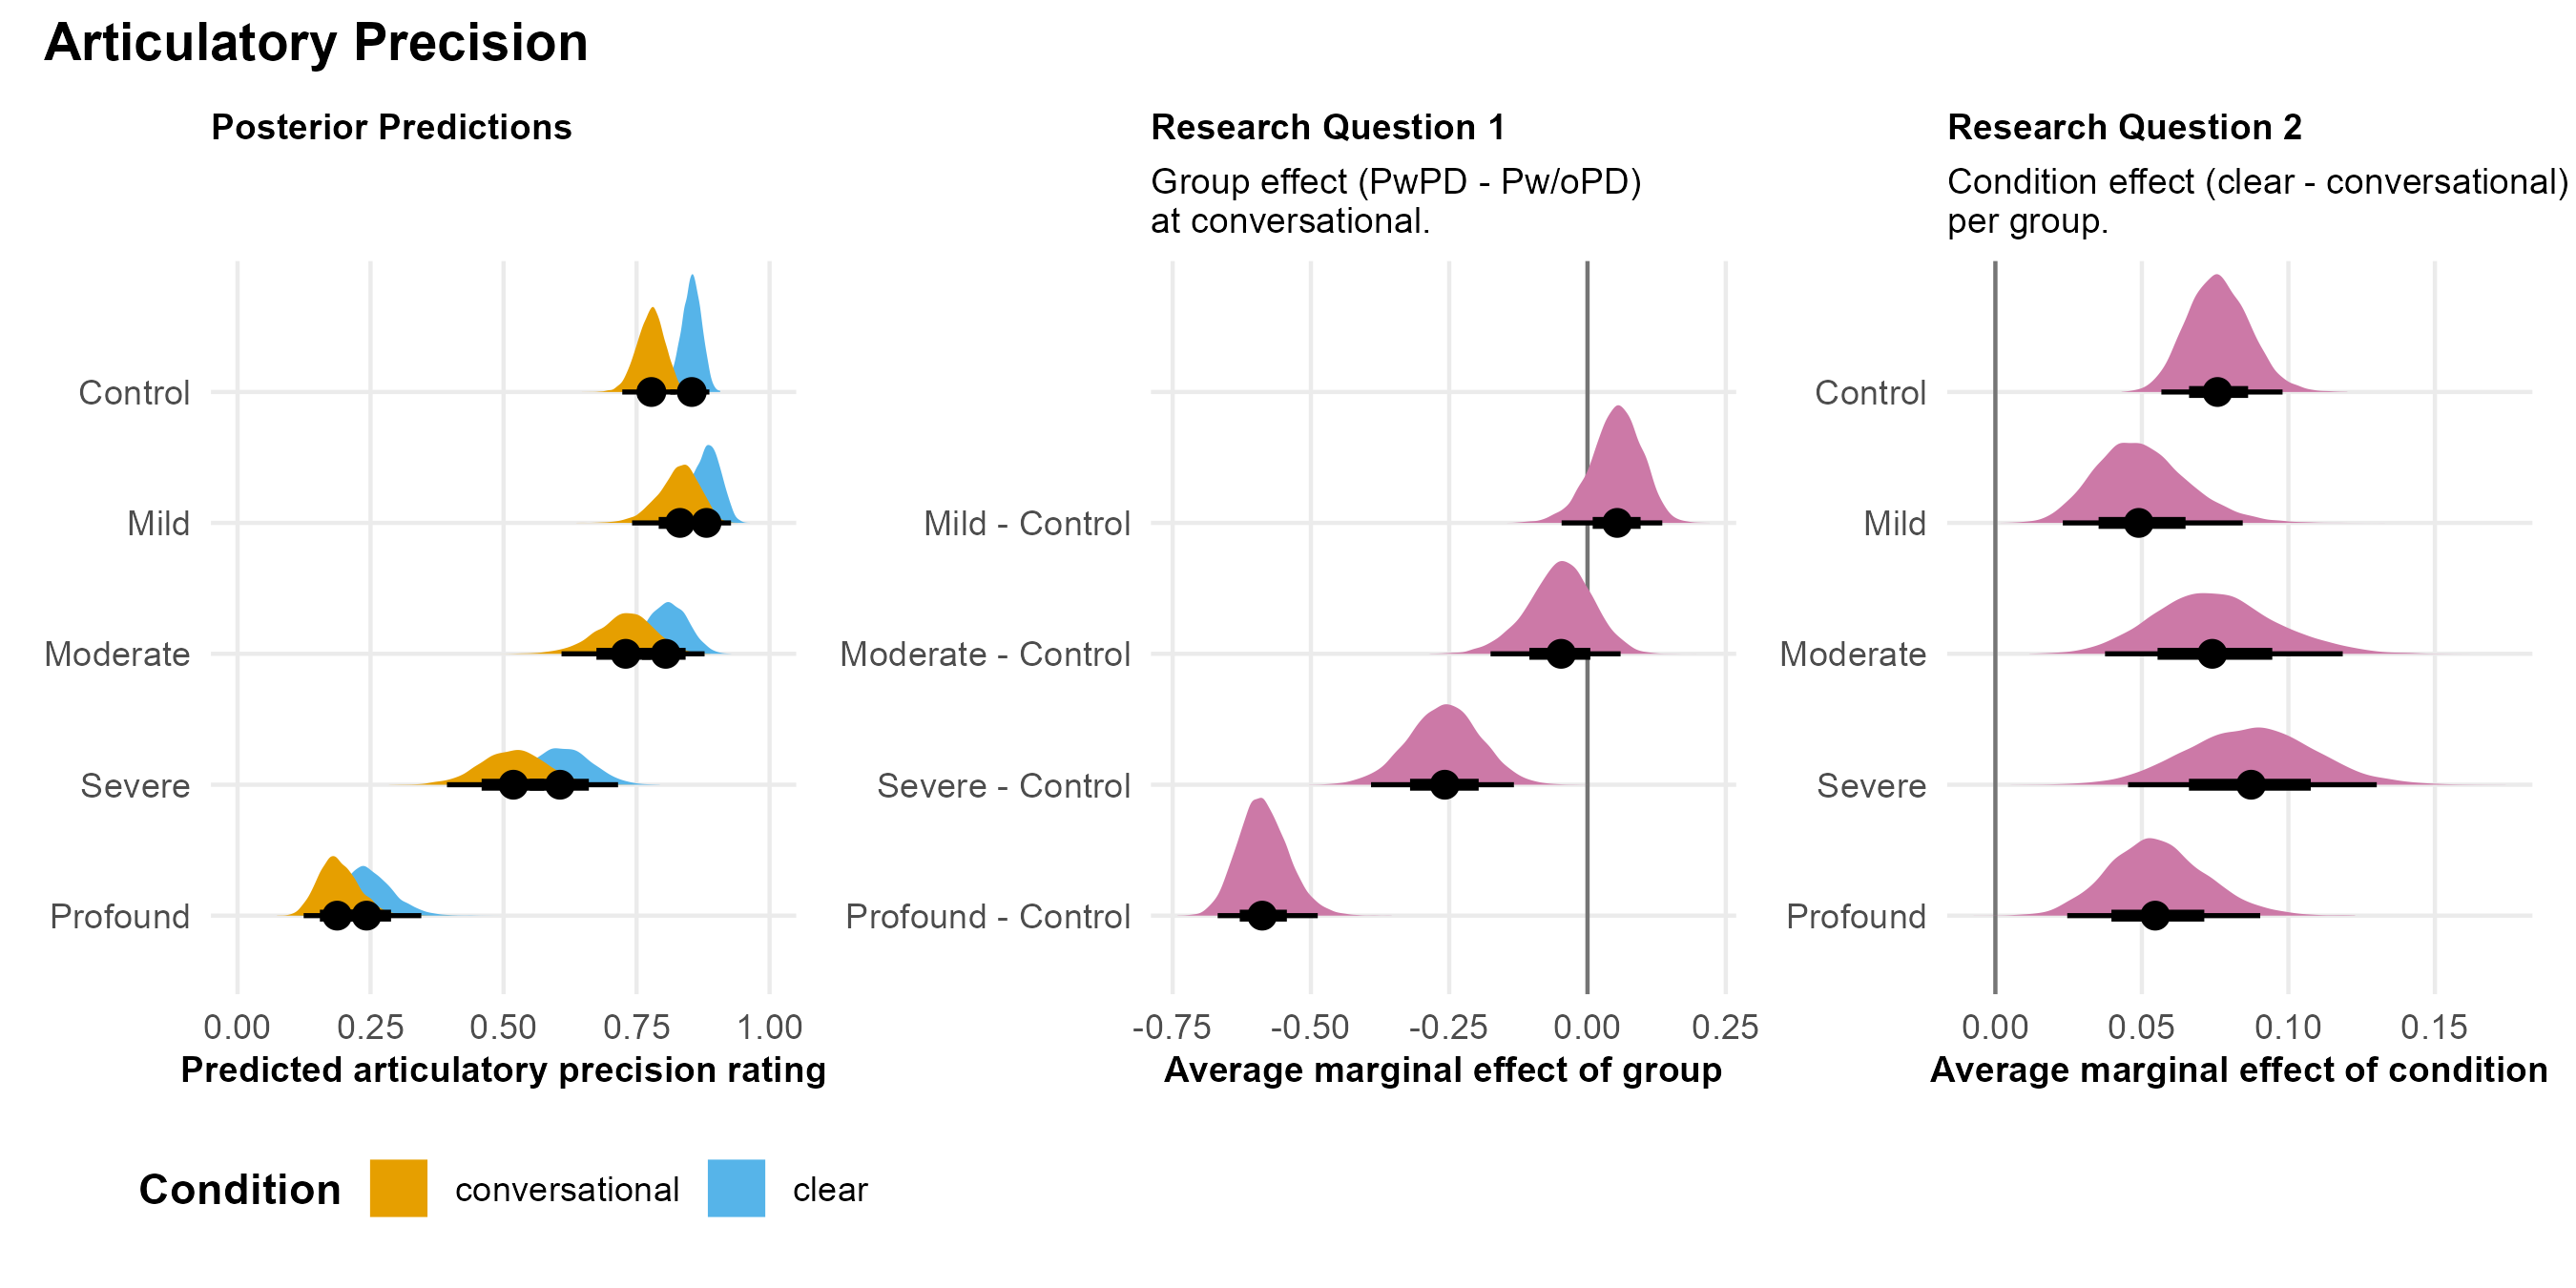 Articulatory Precision
Posterior Predictions
Control
Mild
Moderate
Severe
Profound
0.00 0.25 0.50 0.75 1.00
Predicted articulatory precision rating
Research Question 1
Group effect (PwPD - Pw/oPD)
at conversational.
Mild - Control
Moderate - Control
Severe - Control
Profound - Control
-0.75 -0.50 -0.25 0.00 0.25
Average marginal effect of group
Research Question 2
Condition effect (clear - conversational)
per group.
Control
Mild
Moderate
Severe
Profound
0.00 0.05 0.10 0.15
Average marginal effect of condition
Condition conversational clear